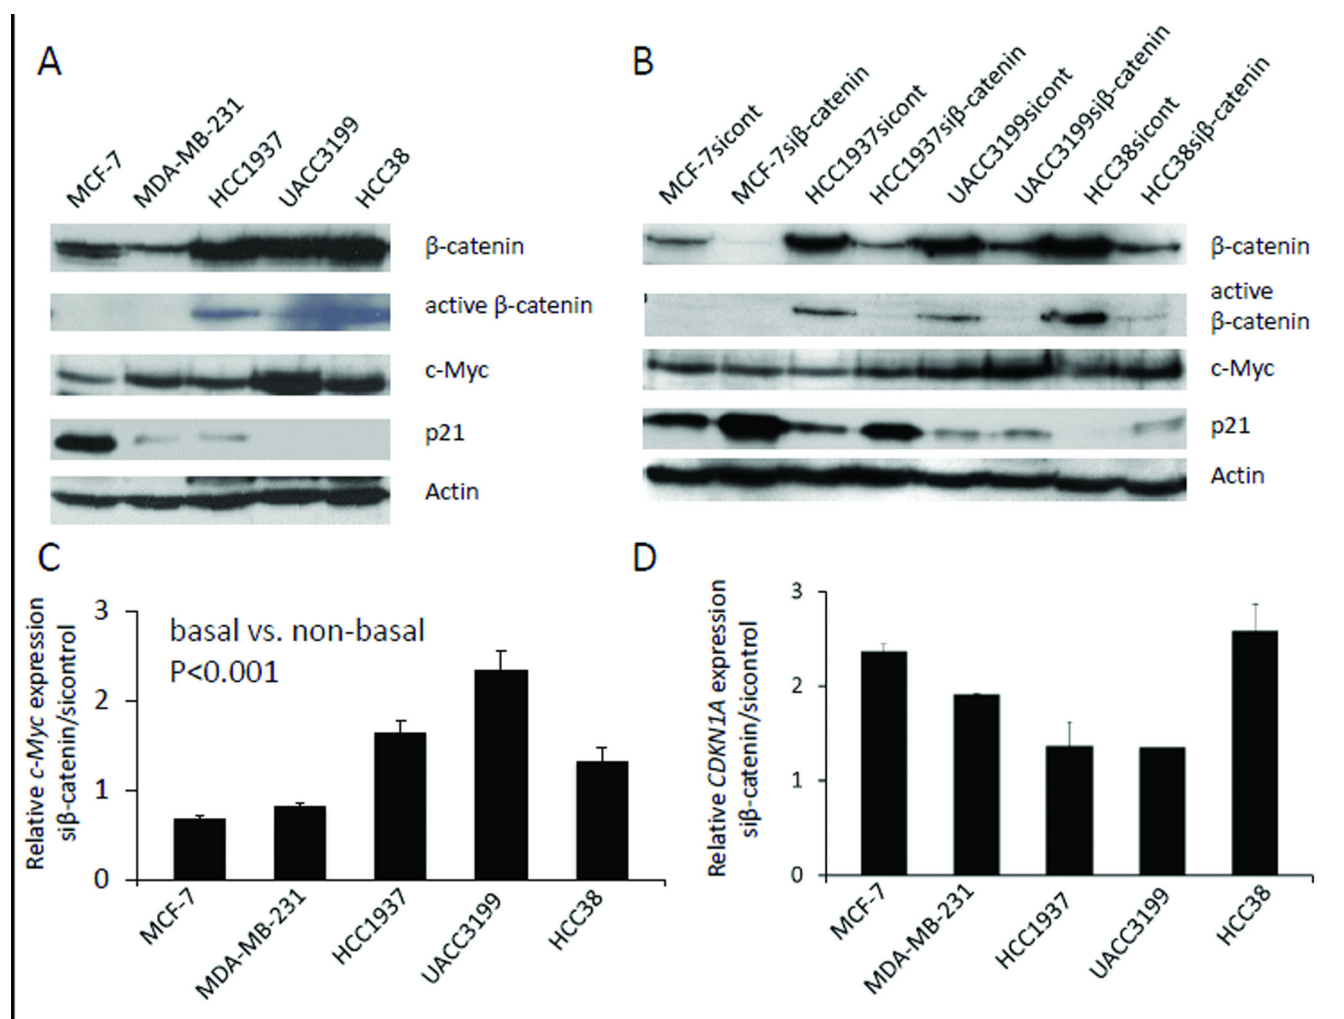 A
MCF-7
MDA-MB-231
HCC1937
UACC3199
HCC38
β-catenin
active β-catenin
c-Myc
p21
Actin
B
MCF-7sicont
MCF-7siβ-catenin
HCC1937sicont
HCC1937siβ-catenin
UACC3199sicont
UACC3199siβ-catenin
HCC38sicont
HCC38siβ-catenin
β-catenin
active
β-catenin
c-Myc
p21
Actin
C
Relative c-Myc expression
siβ-catenin/sicontrol
3
2
1
0
basal vs. non-basal
P<0.001
MCF-7
MDA-MB-231
HCC1937
UACC3199
HCC38
D
Relative CDKN1A expression
siβ-catenin/sicontrol
3
2
1
0
MCF-7
MDA-MB-231
HCC1937
UACC3199
HCC38